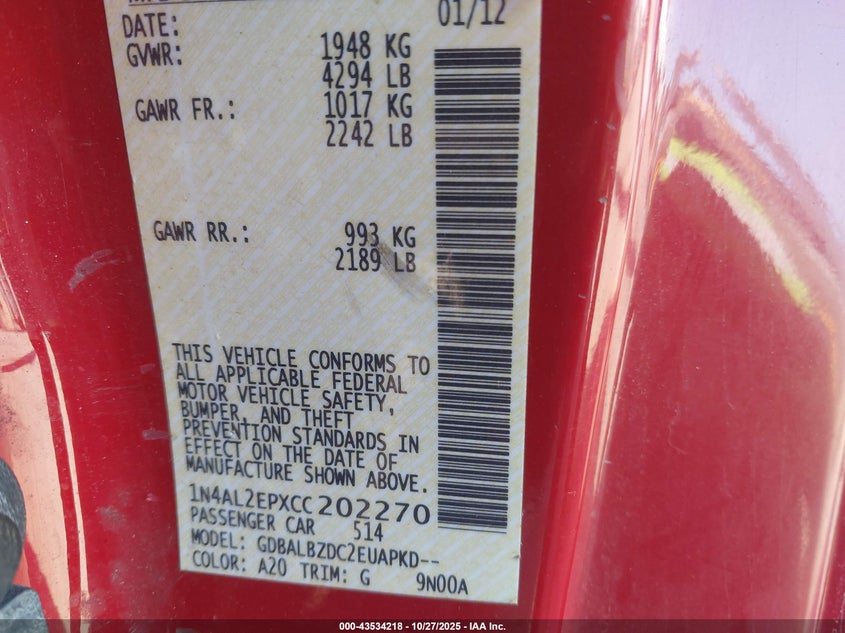 01/12
DATE:
GVWR: 1948 KG
4294 LB
GAWR FR.: 1017 KG
2242 LB
GAWR RR.: 993 KG
2189 LB
THIS VEHICLE CONFORMS TO
ALL APPLICABLE FEDERAL
MOTOR VEHICLE SAFETY,
BUMPER, AND THEFT
PREVENTION STANDARDS IN
EFFECT ON THE DATE OF
MANUFACTURE SHOWN ABOVE.
1N4AL2EPXCC202270
PASSENGER CAR 514
MODEL: GDBALBZDC2EUAPKD--
COLOR: A20 TRIM: G 9N00A
000-43534218 - 10/27/2025 - IAA Inc.